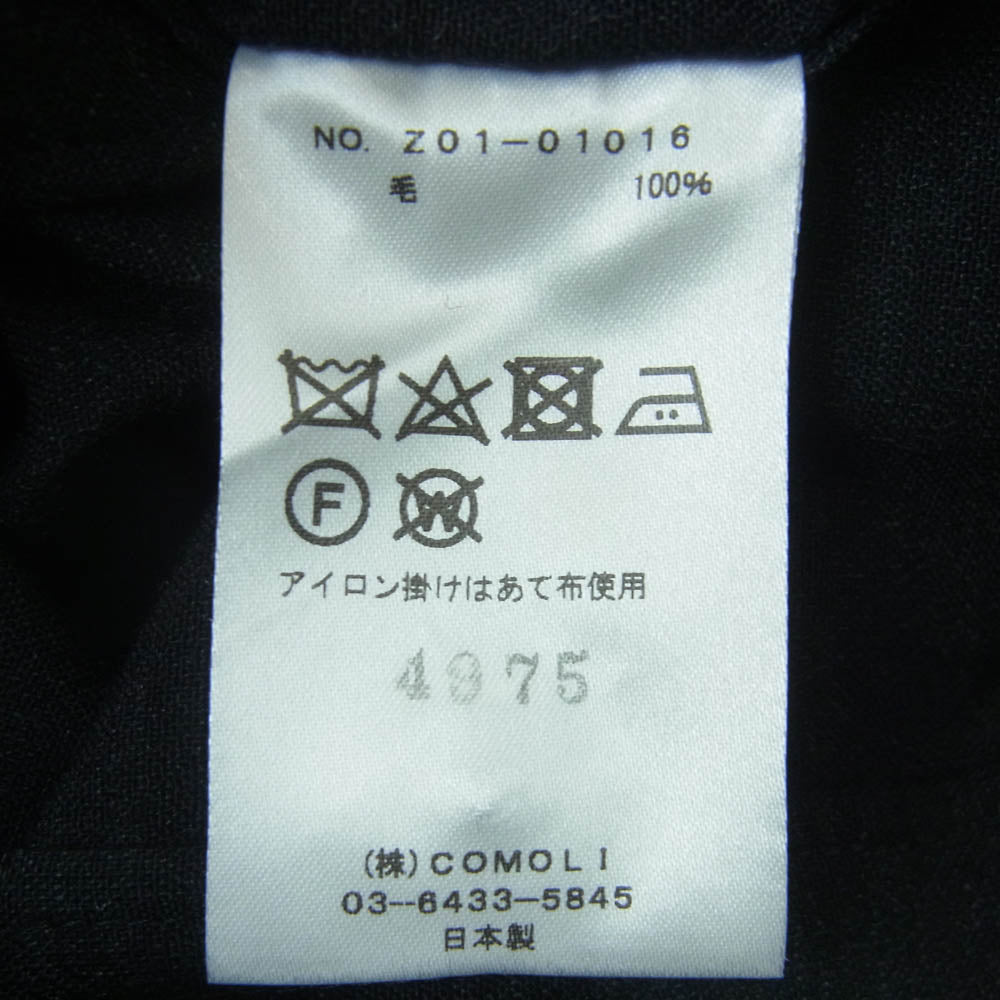 NO. Z01-01016
毛 100%
F
W
アイロン掛けはあて布使用
4975
(株)COMOLI
03-6433-5845
日本製